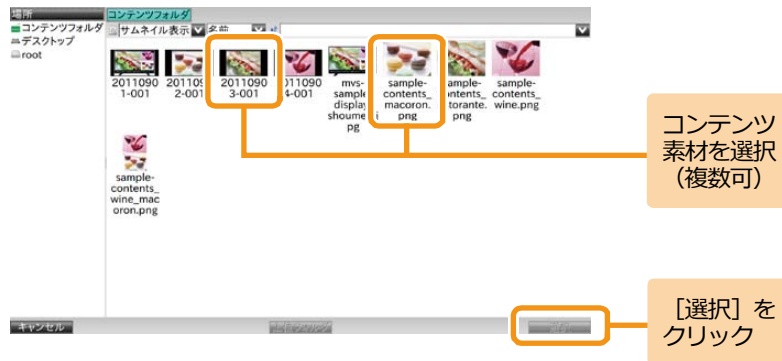 場所
コンテンツフォルダ
コンテンツフォルダ
サムネイル表示
名前
デスクトップ
root
2011090
1-001
201109
2-001
2011090
3-001
011090
4-001
mvs-
sample
display
shoume
pg
sample-
contents_
macoron.
png
ample-
ntents_
torante.
png
sample-
contents_
wine.png
sample-
contents_
wine_mac
oron.png
コンテンツ
素材を選択
（複数可）
［選択］を
クリック
キャンセル